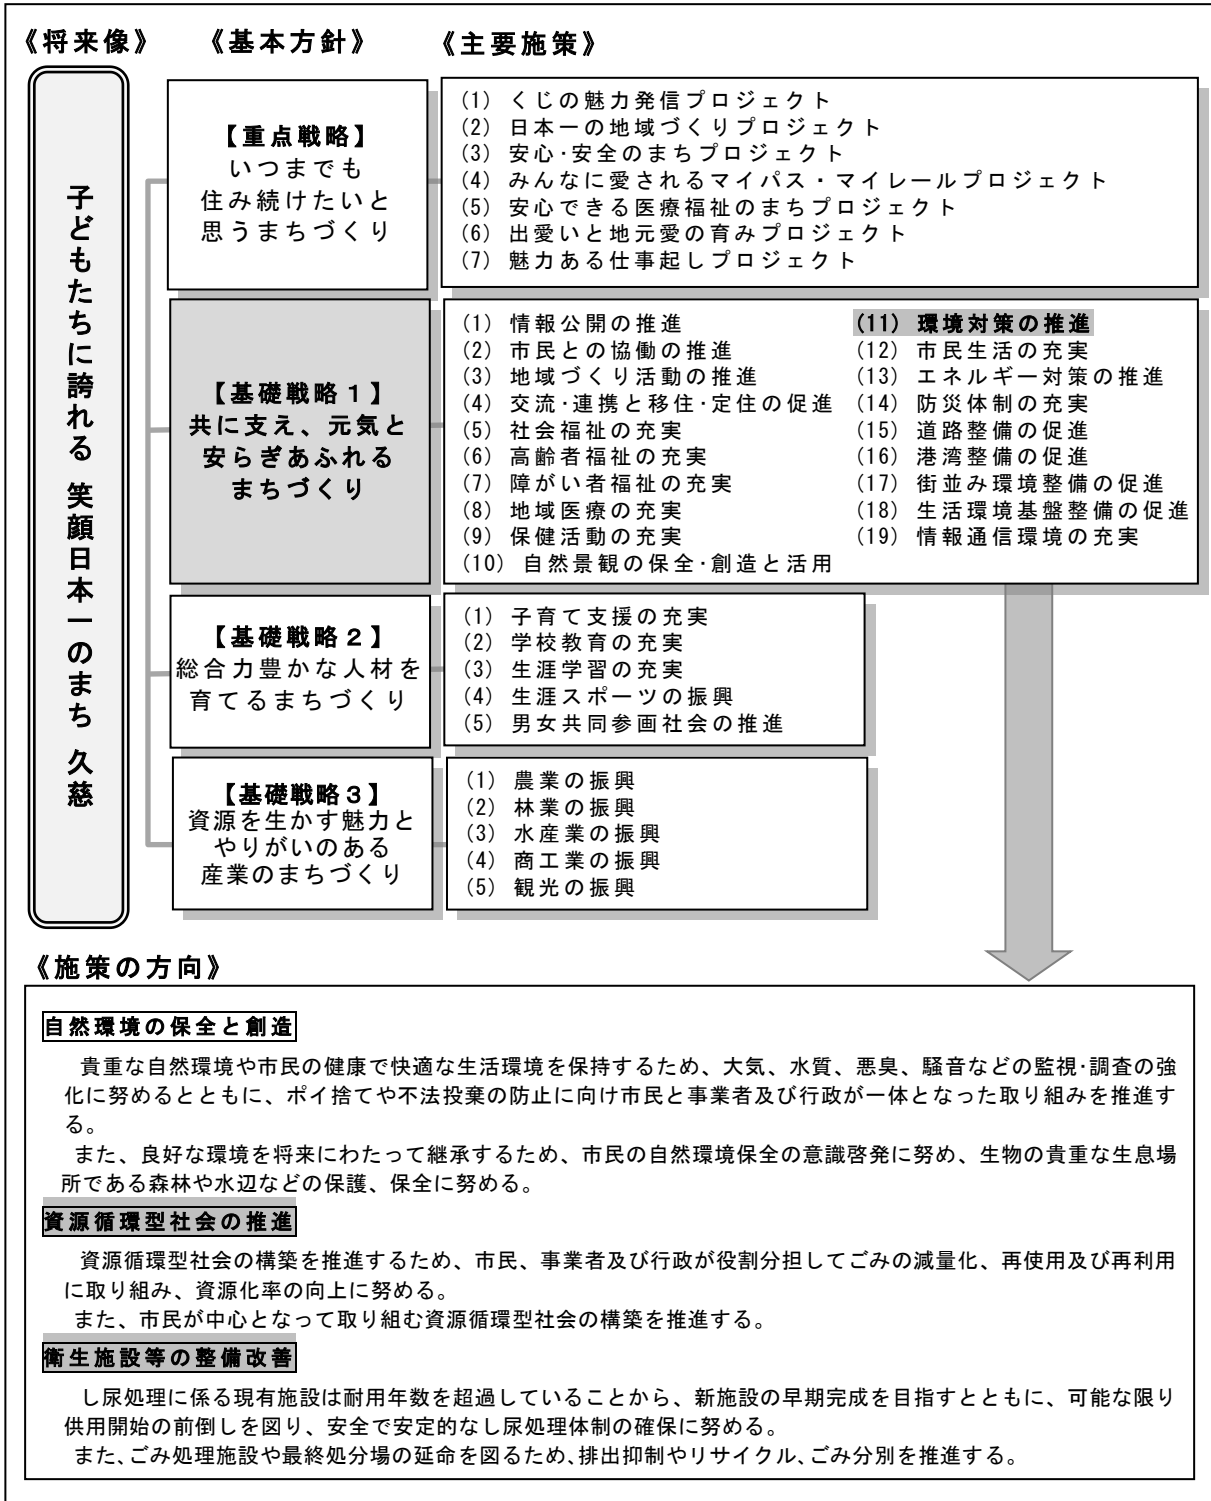 《将来像》 《基本方針》 《主要施策》
子どもたちに誇れる 笑顔日本一のまち 久慈
【重点戦略】
いつまでも
住み続けたいと
思うまちづくり
(1) くじの魅力発信プロジェクト
(2) 日本一の地域づくりプロジェクト
(3) 安心･安全のまちプロジェクト
(4) みんなに愛されるマイバス・マイレールプロジェクト
(5) 安心できる医療福祉のまちプロジェクト
(6) 出愛いと地元愛の育みプロジェクト
(7) 魅力ある仕事起しプロジェクト
【基礎戦略１】
共に支え、元気と
安らぎあふれる
まちづくり
(1) 情報公開の推進
(2) 市民との協働の推進
(3) 地域づくり活動の推進
(4) 交流･連携と移住･定住の促進
(5) 社会福祉の充実
(6) 高齢者福祉の充実
(7) 障がい者福祉の充実
(8) 地域医療の充実
(9) 保健活動の充実
(10) 自然景観の保全･創造と活用
(11) 環境対策の推進
(12) 市民生活の充実
(13) エネルギー対策の推進
(14) 防災体制の充実
(15) 道路整備の促進
(16) 港湾整備の促進
(17) 街並み環境整備の促進
(18) 生活環境基盤整備の促進
(19) 情報通信環境の充実
【基礎戦略２】
総合力豊かな人材を
育てるまちづくり
(1) 子育て支援の充実
(2) 学校教育の充実
(3) 生涯学習の充実
(4) 生涯スポーツの振興
(5) 男女共同参画社会の推進
【基礎戦略３】
資源を生かす魅力と
やりがいのある
産業のまちづくり
(1) 農業の振興
(2) 林業の振興
(3) 水産業の振興
(4) 商工業の振興
(5) 観光の振興
《施策の方向》
自然環境の保全と創造
貴重な自然環境や市民の健康で快適な生活環境を保持するため、大気、水質、悪臭、騒音などの監視･調査の強
化に努めるとともに、ポイ捨てや不法投棄の防止に向け市民と事業者及び行政が一体となった取り組みを推進す
る。
また、良好な環境を将来にわたって継承するため、市民の自然環境保全の意識啓発に努め、生物の貴重な生息場
所である森林や水辺などの保護、保全に努める。
資源循環型社会の推進
資源循環型社会の構築を推進するため、市民、事業者及び行政が役割分担してごみの減量化、再使用及び再利用
に取り組み、資源化率の向上に努める。
また、市民が中心となって取り組む資源循環型社会の構築を推進する。
衛生施設等の整備改善
し尿処理に係る現有施設は耐用年数を超過していることから、新施設の早期完成を目指すとともに、可能な限り
供用開始の前倒しを図り、安全で安定的なし尿処理体制の確保に努める。
また、ごみ処理施設や最終処分場の延命を図るため、排出抑制やリサイクル、ごみ分別を推進する。